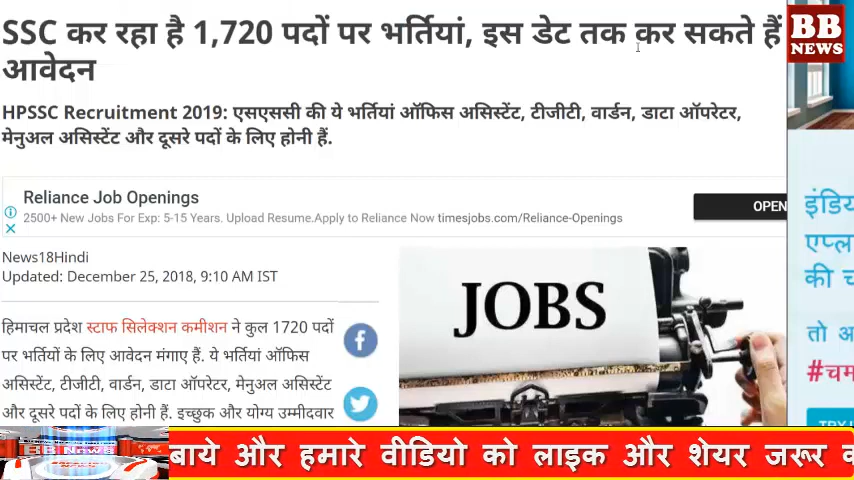 SSC कर रहा है 1,720 पदों पर भर्तियां, इस डेट तक कर सकते हैं
आवेदन
BB
NEWS
HPSSC Recruitment 2019: एसएससी की ये भर्तियां ऑफिस असिस्टेंट, टीजीटी, वार्डन, डाटा ऑपरेटर,
मेनुअल असिस्टेंट और दूसरे पदों के लिए होनी हैं.
Reliance Job Openings
2500+ New Jobs For Exp: 5-15 Years. Upload Resume.Apply to Reliance Now timesjobs.com/Reliance-Openings
OPEN
News18Hindi
Updated: December 25, 2018, 9:10 AM IST
हिमाचल प्रदेश स्टाफ सिलेक्शन कमीशन ने कुल 1720 पदों
पर भर्तियों के लिए आवेदन मंगाए हैं. ये भर्तियां ऑफिस
असिस्टेंट, टीजीटी, वार्डन, डाटा ऑपरेटर, मेनुअल असिस्टेंट
और दूसरे पदों के लिए होनी हैं. इच्छुक और योग्य उम्मीदवार
JOBS
की
तो
BB News
बाये और हमारे वीडियो को लाइक और शेयर जरूर